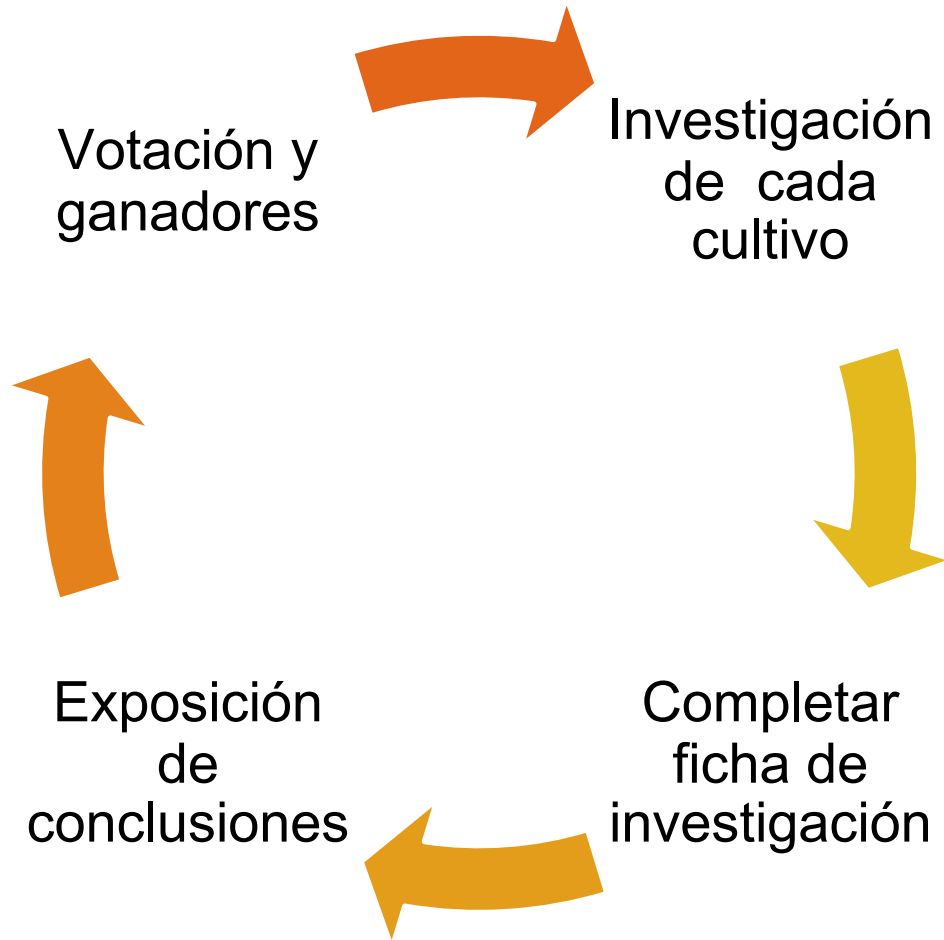 Votación y
ganadores
Investigación
de cada
cultivo
Completar
ficha de
investigación
Exposición
de
conclusiones